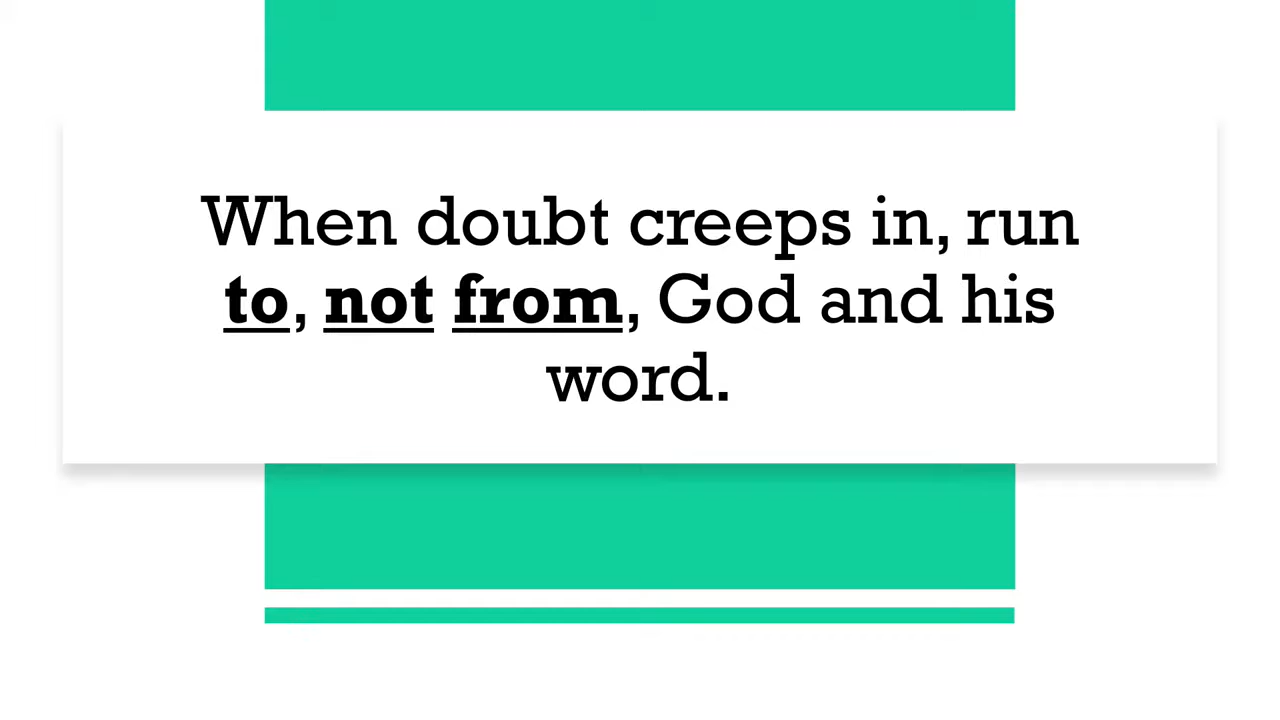 When doubt creeps in, run
to, not from, God and his
word.